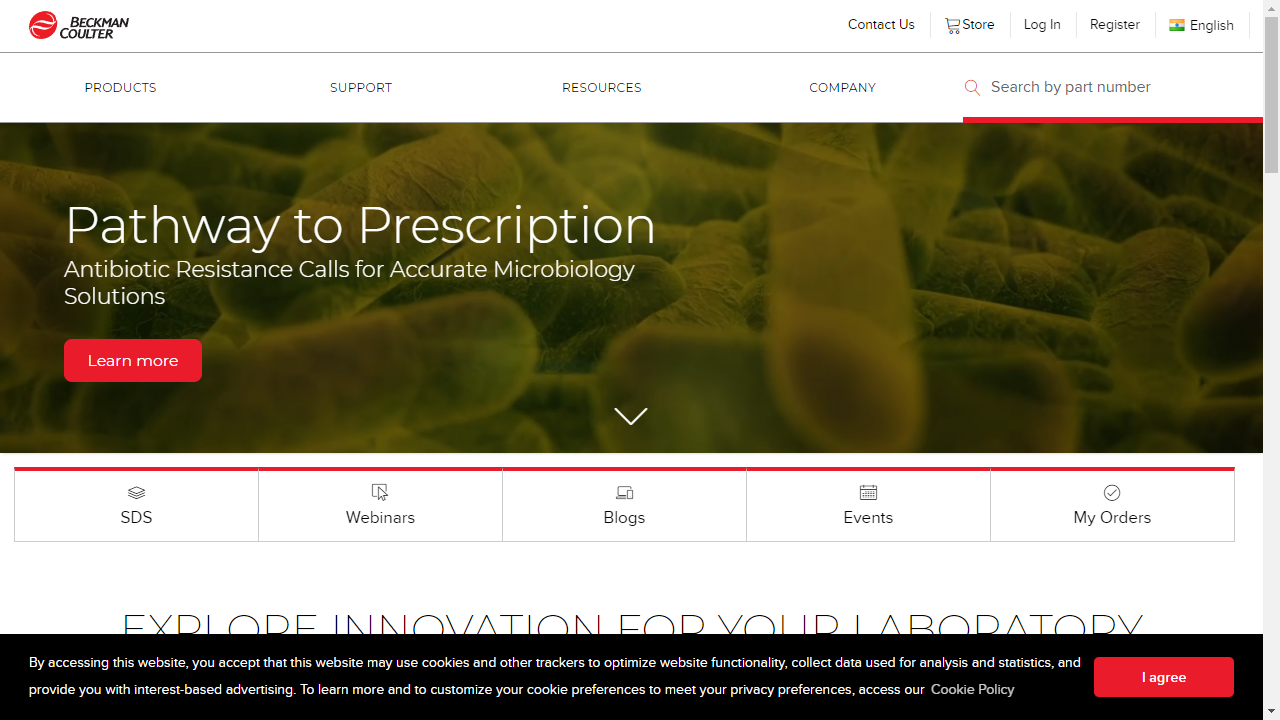 BECKMAN
COULTER
Contact Us
Store
Log In
Register
English
PRODUCTS
SUPPORT
RESOURCES
COMPANY
Search by part number
Pathway to Prescription
Antibiotic Resistance Calls for Accurate Microbiology
Solutions
Learn more
SDS
Webinars
Blogs
Events
My Orders
EXPLORE INNOVATION FOR YOUR LABORATORY
By accessing this website, you accept that this website may use cookies and other trackers to optimize website functionality, collect data used for analysis and statistics, and
provide you with interest-based advertising. To learn more and to customize your cookie preferences to meet your privacy preferences, access our Cookie Policy
I agree